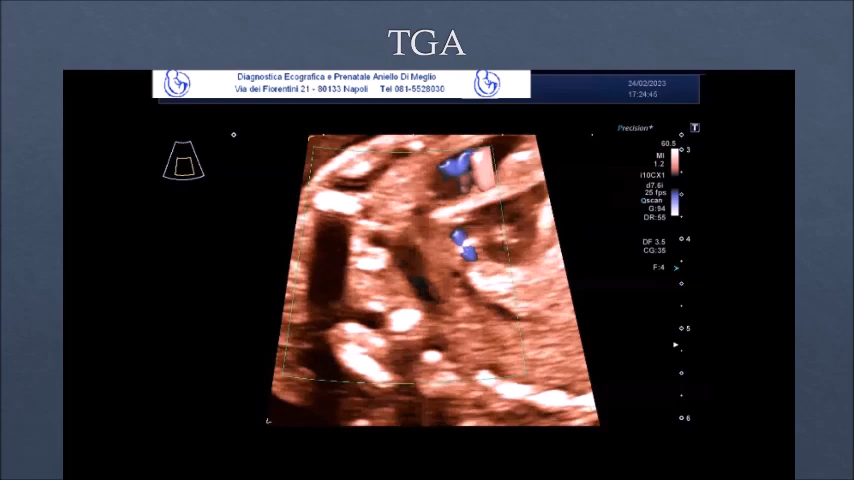 TGA
Diagnostica Ecografica e Prenatale Aniello Di Meglio
Via dei Fiorentini 21 - 80133 Napoli Tel 081-5528030
24/02/2023
17:24:45
Precision+
T
60.5
3
MI
1.2
i10CX1
d7.6i
25 fps
Qscan
G:94
DR:55
DF 3.5
CG:35
F:4
4
5
6